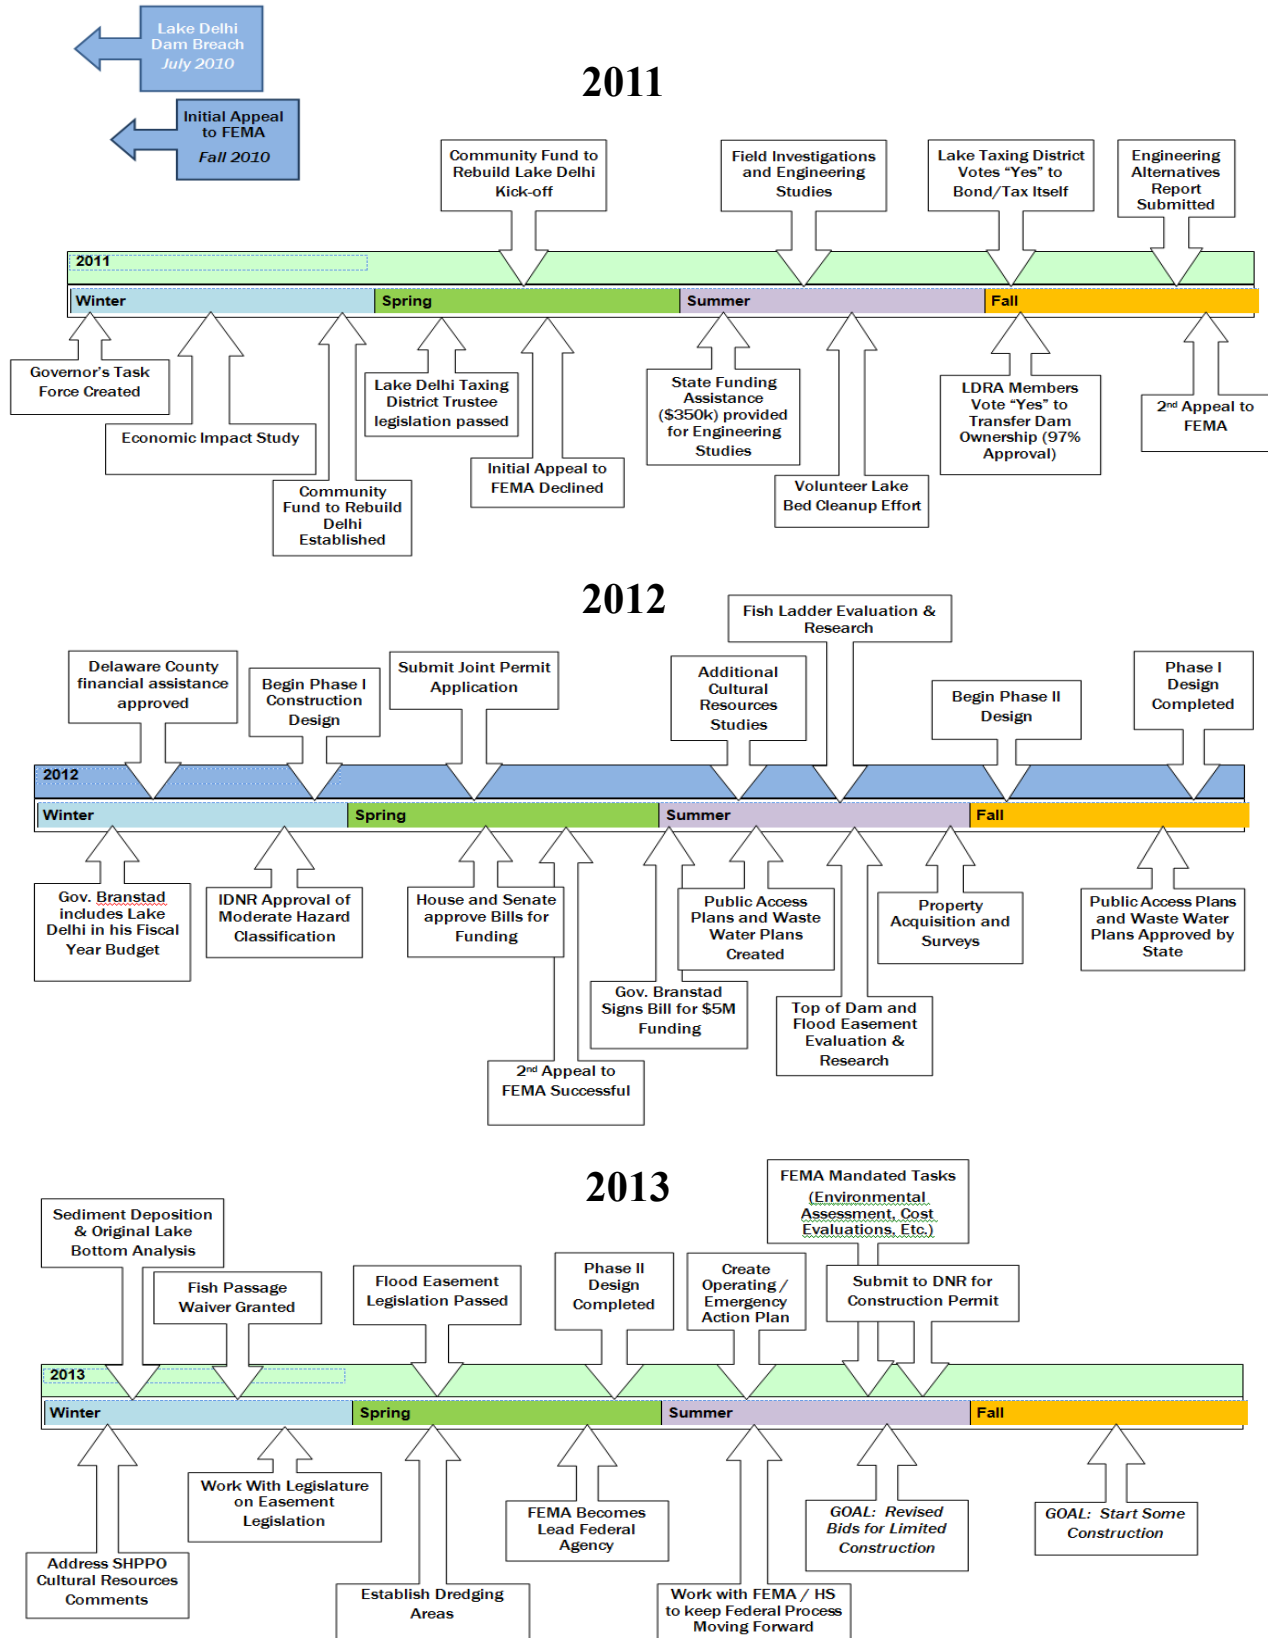 Lake Delhi
Dam Breach
July 2010
Initial Appeal
to FEMA
Fall 2010
2011
Community Fund to
Rebuild Lake Delhi
Kick-off
Field Investigations
and Engineering
Studies
Lake Taxing District
Votes “Yes” to
Bond/Tax Itself
Engineering
Alternatives
Report
Submitted
2011
Winter
Spring
Summer
Fall
Governor’s Task
Force Created
Economic Impact Study
Community
Fund to Rebuild
Delhi
Established
Lake Delhi Taxing
District Trustee
legislation passed
Initial Appeal to
FEMA Declined
State Funding
Assistance
($350k) provided
for Engineering
Studies
Volunteer Lake
Bed Cleanup Effort
LDRA Members
Vote “Yes” to
Transfer Dam
Ownership (97%
Approval)
2nd Appeal to
FEMA
2012
Delaware County
financial assistance
approved
Begin Phase I
Construction
Design
Submit Joint Permit
Application
Additional
Cultural
Resources
Studies
Fish Ladder Evaluation &
Research
Begin Phase II
Design
Phase I
Design
Completed
2012
Winter
Spring
Summer
Fall
Gov. Branstad
includes Lake
Delhi in his Fiscal
Year Budget
IDNR Approval of
Moderate Hazard
Classification
House and Senate
approve Bills for
Funding
2nd Appeal to
FEMA Successful
Gov. Branstad
Signs Bill for $5M
Funding
Public Access
Plans and Waste
Water Plans
Created
Top of Dam and
Flood Easement
Evaluation &
Research
Property
Acquisition and
Surveys
Public Access Plans
and Waste Water
Plans Approved by
State
2013
Sediment Deposition
& Original Lake
Bottom Analysis
Fish Passage
Waiver Granted
Flood Easement
Legislation Passed
Phase II
Design
Completed
Create
Operating /
Emergency
Action Plan
FEMA Mandated Tasks
(Environmental
Assessment, Cost
Evaluations, Etc.)
Submit to DNR for
Construction Permit
2013
Winter
Spring
Summer
Fall
Address SHPPO
Cultural Resources
Comments
Work With Legislature
on Easement
Legislation
Establish Dredging
Areas
FEMA Becomes
Lead Federal
Agency
Work with FEMA / HS
to keep Federal Process
Moving Forward
GOAL: Revised
Bids for Limited
Construction
GOAL: Start Some
Construction